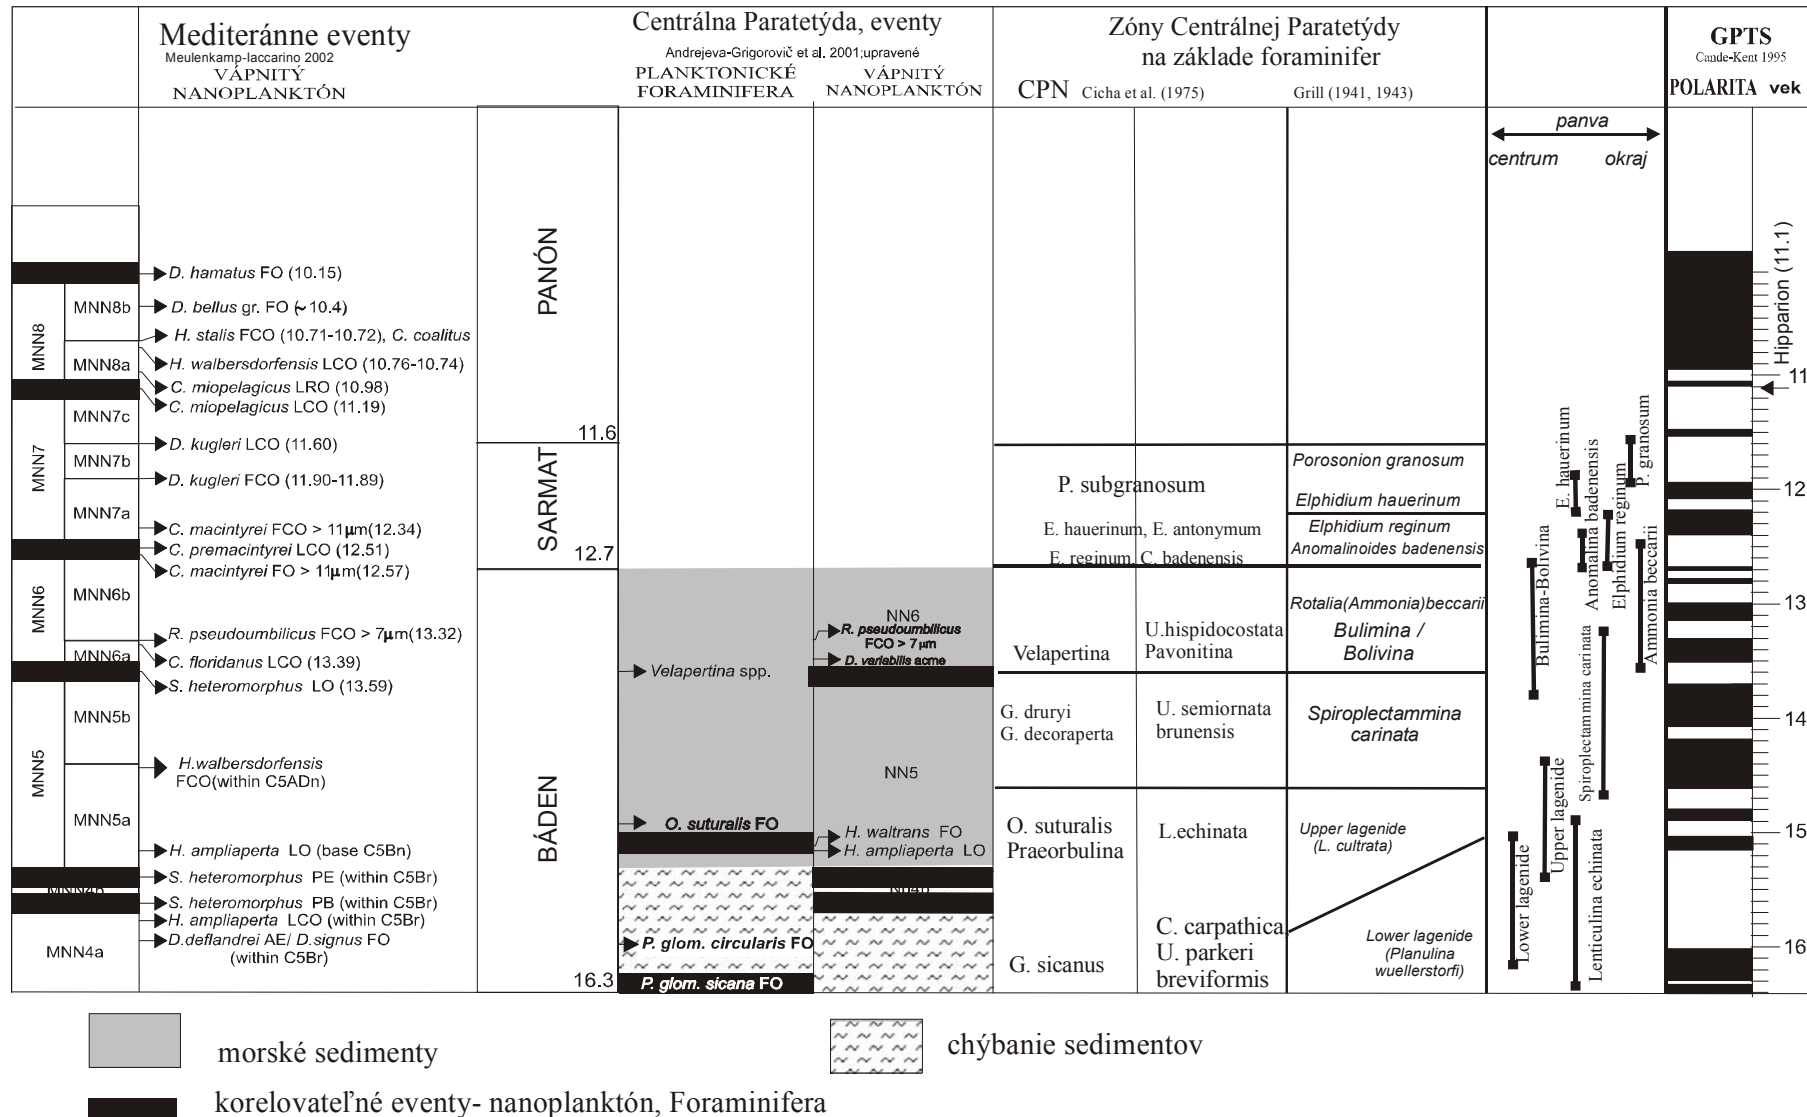 Mediteránne eventy
Meulenkamp-Iaccarino 2002
VÁPNITÝ
NANOPLANKTÓN
Centrálna Paratetýda, eventy
Andrejeva-Grigorovič et al. 2001;upravené
PLANKTONICKÉ
FORAMINIFERA
VÁPNITÝ
NANOPLANKTÓN
Zóny Centrálnej Paratetýdy
na základe foraminifer
CPN Cicha et al. (1975) Grill (1941, 1943)
GPTS
Cande-Kent 1995
POLARITA vek
panva
centrum okraj
MNN8
MNN8b
MNN8a
MNN7
MNN7c
MNN7b
MNN7a
MNN6
MNN6b
MNN6a
MNN5
MNN5b
MNN5a
MNN4a
D. hamatus FO (10.15)
D. bellus gr. FO (~10.4)
H. stalis FCO (10.71-10.72), C. coalitus
H. walbersdorfensis LCO (10.76-10.74)
C. miopelagicus LRO (10.98)
C. miopelagicus LCO (11.19)
D. kugleri LCO (11.60)
D. kugleri FCO (11.90-11.89)
C. macintyrei FCO > 11μm(12.34)
C. premacintyrei LCO (12.51)
C. macintyrei FO > 11μm(12.57)
R. pseudoumbilicus FCO > 7μm(13.32)
C. floridanus LCO (13.39)
S. heteromorphus LO (13.59)
H.walbersdorfensis
FCO(within C5ADn)
H. ampliaperta LO (base C5Bn)
S. heteromorphus PE (within C5Br)
S. heteromorphus PB (within C5Br)
H. ampliaperta LCO (within C5Br)
D.deflandrei AE/ D.signus FO
(within C5Br)
PANÓN
11.6
SARMAT
12.7
BÁDEN
16.3
Velapertina spp.
O. suturalis FO
P. glom. circularis FO
P. glom. sicana FO
NN6
R. pseudoumbilicus
FCO > 7μm
D. variabilis acme
NN5
H. waltrans FO
H. ampliaperta LO
P. subgranosum
E. hauerinum, E. antonymum
E. reginum, C. badenensis
Porosonion granosum
Elphidium hauerinum
Elphidium reginum
Anomalinoides badenensis
Velapertina
U.hispidocostata
Pavonitina
Rotalia(Ammonia)beccarii
Bulimina /
Bolivina
G. druryi
G. decoraperta
U. semiornata
brunensis
Spiroplectammina
carinata
O. suturalis
Praeorbulina
L.echinata
Upper lagenide
(L. cultrata)
G. sicanus
C. carpathica,
U. parkeri
breviformis
Lower lagenide
(Planulina
wuellerstorfi)
Lower lagenide
Bulimina-Bolivina
Upper lagenide
E. hauerinum
Anomalina badenensis
Spiroplectammina carinata
Lenticulina echinata
Elphidium reginum
P. granosum
Ammonia beccarii
Hipparion (11.1)
11
12
13
14
15
16
morské sedimenty
chýbanie sedimentov
korelovateľné eventy- nanoplanktón, Foraminifera